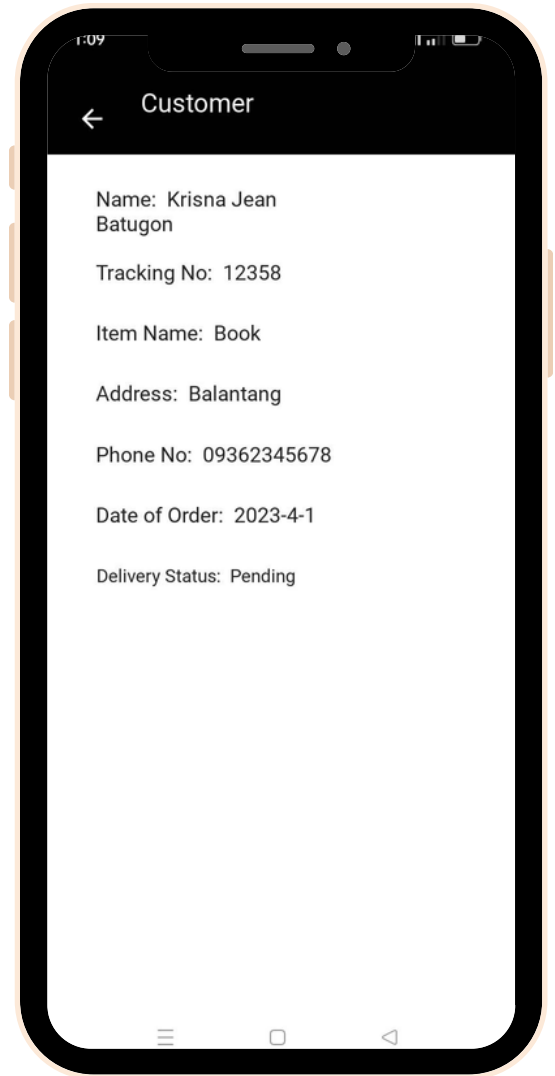 1:09
Customer
Name: Krisna Jean
Batugon
Tracking No: 12358
Item Name: Book
Address: Balantang
Phone No: 09362345678
Date of Order: 2023-4-1
Delivery Status: Pending